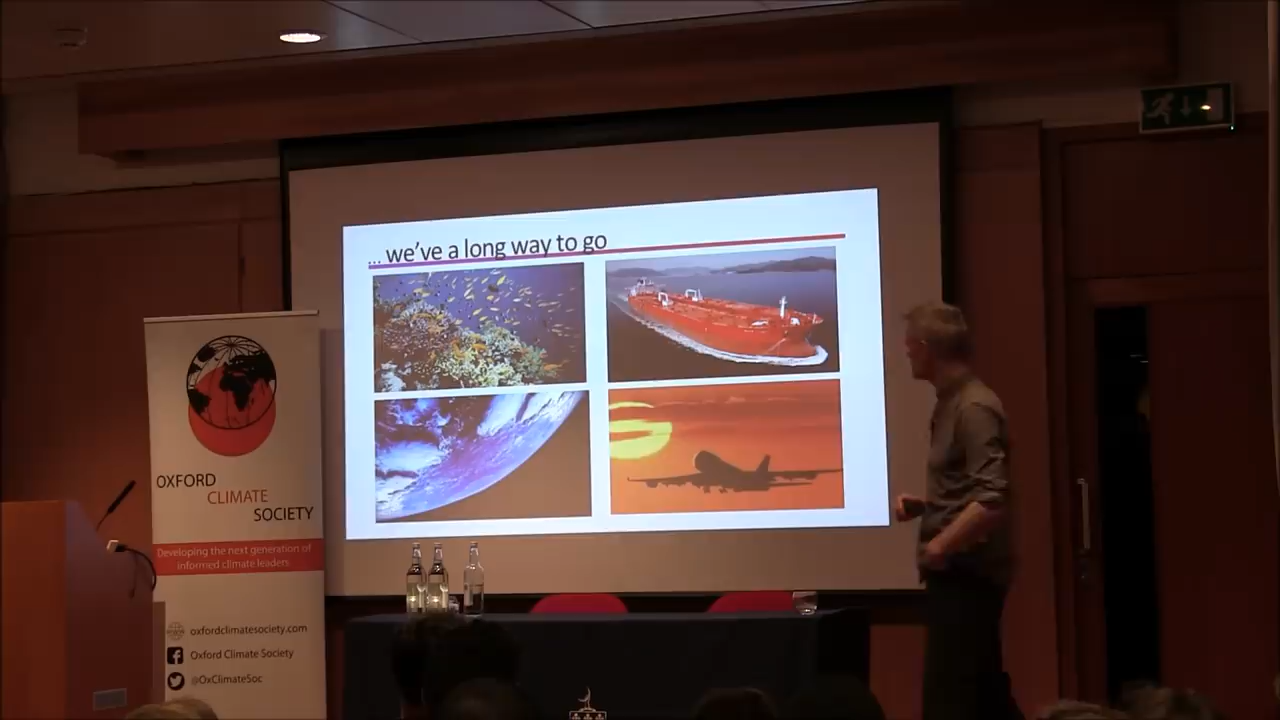 ... we've a long way to go
OXFORD
CLIMATE
SOCIETY
Developing the next generation of
informed climate leaders
oxfordclimatesociety.com
Oxford Climate Society
@OxClimateSoc